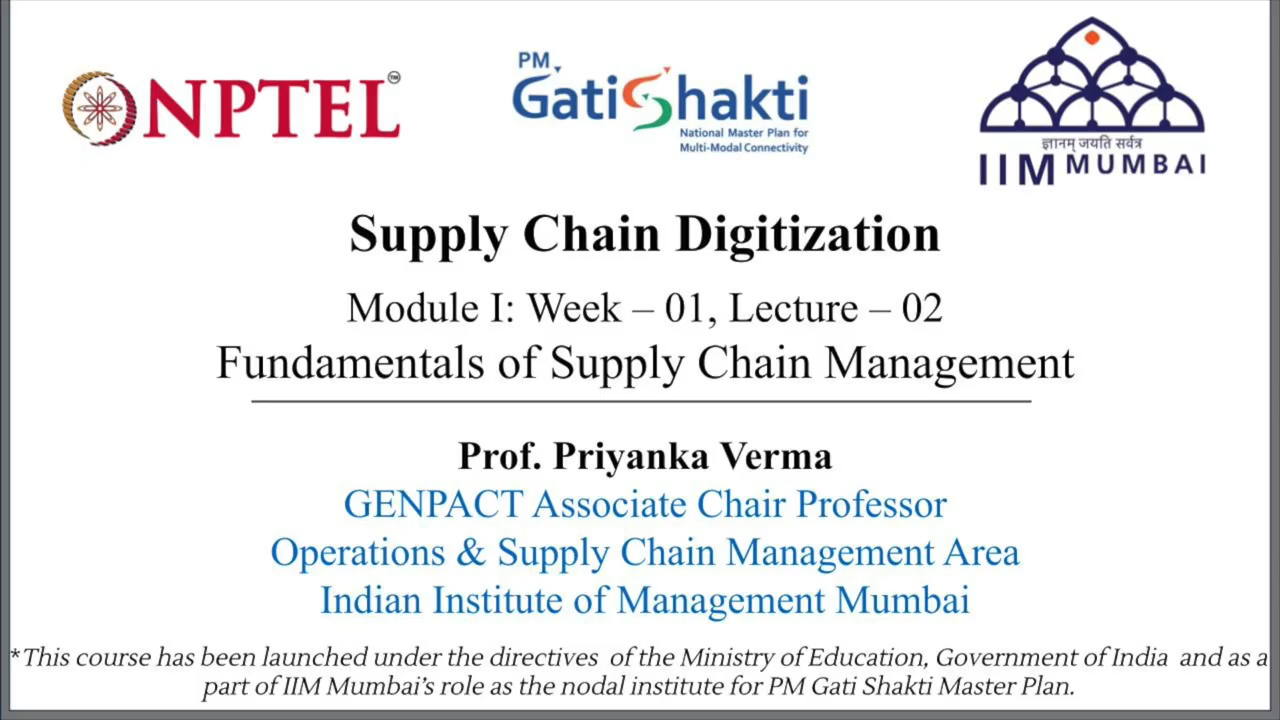 NPTEL ™
PM
GatiShakti
National Master Plan for
Multi-Modal Connectivity
ज्ञानम् जयति सर्वत्र
IIM MUMBAI
Supply Chain Digitization
Module I: Week – 01, Lecture – 02
Fundamentals of Supply Chain Management
Prof. Priyanka Verma
GENPACT Associate Chair Professor
Operations & Supply Chain Management Area
Indian Institute of Management Mumbai
*This course has been launched under the directives of the Ministry of Education, Government of India and as a
part of IIM Mumbai's role as the nodal institute for PM Gati Shakti Master Plan.